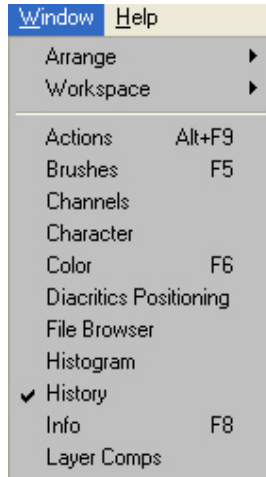 Window Help
Arrange
Workspace
Actions Alt+F9
Brushes F5
Channels
Character
Color F6
Diacritics Positioning
File Browser
Histogram
History
Info F8
Layer Comps